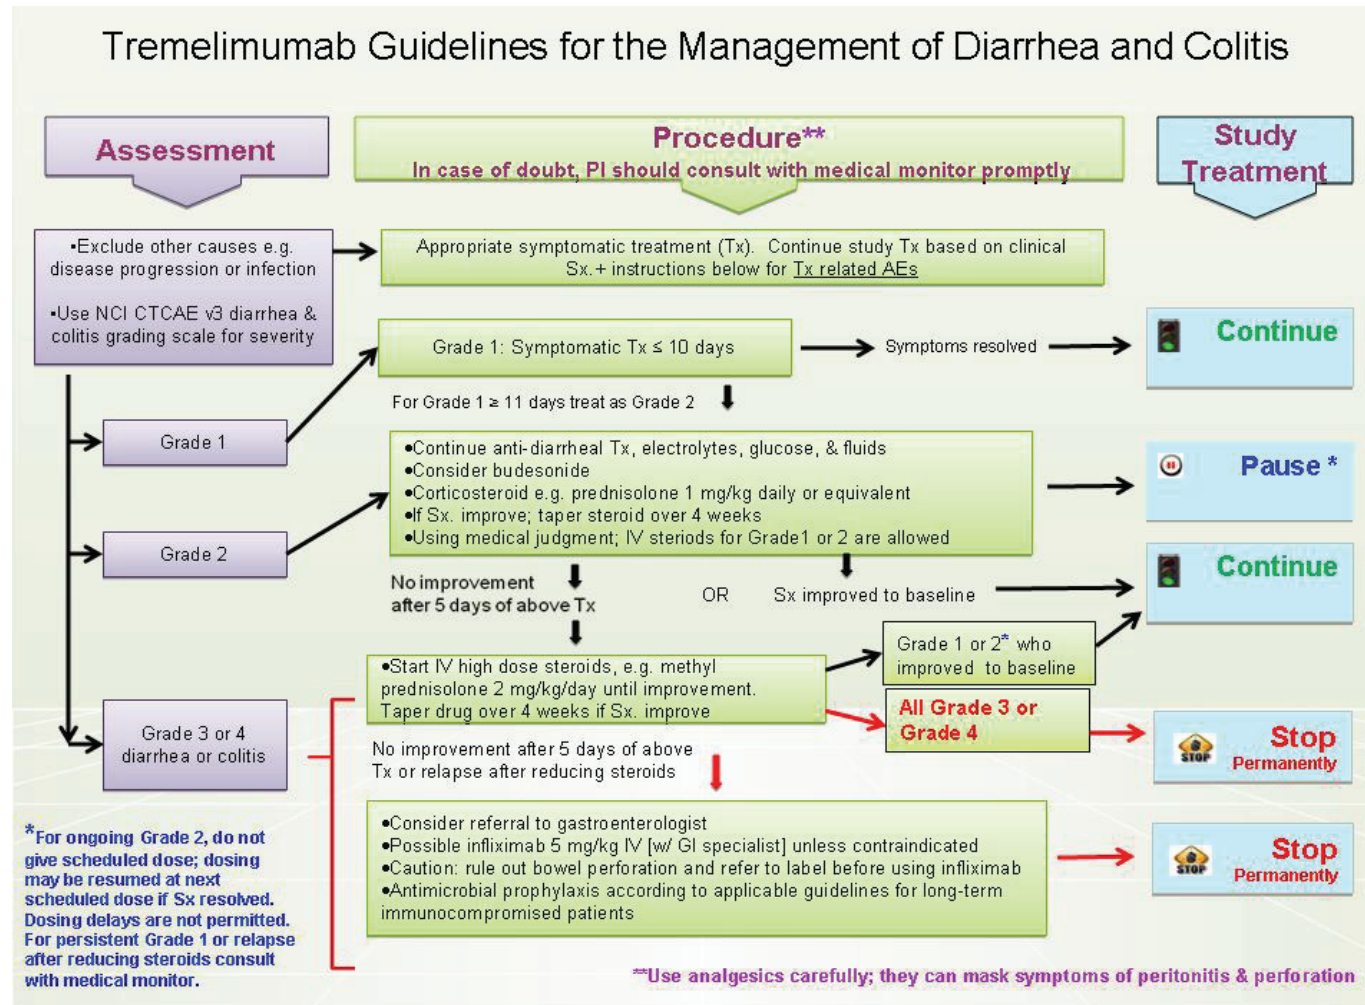 Tremelimumab Guidelines for the Management of Diarrhea and Colitis
Assessment
Procedure**
In case of doubt, PI should consult with medical monitor promptly
Study
Treatment
▪Exclude other causes e.g.
disease progression or infection
▪Use NCI CTCAE v3 diarrhea &
colitis grading scale for severity
Appropriate symptomatic treatment (Tx). Continue study Tx based on clinical
Sx.+ instructions below for Tx related AEs
Grade 1: Symptomatic Tx ≤ 10 days
Symptoms resolved
Continue
For Grade 1 ≥ 11 days treat as Grade 2
Grade 1
•Continue anti-diarrheal Tx, electrolytes, glucose, & fluids
•Consider budesonide
•Corticosteroid e.g. prednisolone 1 mg/kg daily or equivalent
•If Sx. improve; taper steroid over 4 weeks
•Using medical judgment; IV steriods for Grade1 or 2 are allowed
Pause *
Grade 2
No improvement
after 5 days of above Tx
OR
Sx improved to baseline
Continue
•Start IV high dose steroids, e.g. methyl
prednisolone 2 mg/kg/day until improvement.
Taper drug over 4 weeks if Sx. improve
Grade 1 or 2* who
improved to baseline
All Grade 3 or
Grade 4
Grade 3 or 4
diarrhea or colitis
STOP
Stop
Permanently
No improvement after 5 days of above
Tx or relapse after reducing steroids
•Consider referral to gastroenterologist
•Possible infliximab 5 mg/kg IV [w/ GI specialist] unless contraindicated
•Caution: rule out bowel perforation and refer to label before using infliximab
•Antimicrobial prophylaxis according to applicable guidelines for long-term
immunocompromised patients
STOP
Stop
Permanently
*For ongoing Grade 2, do not
give scheduled dose; dosing
may be resumed at next
scheduled dose if Sx resolved.
Dosing delays are not permitted.
For persistent Grade 1 or relapse
after reducing steroids consult
with medical monitor.
**Use analgesics carefully; they can mask symptoms of peritonitis & perforation